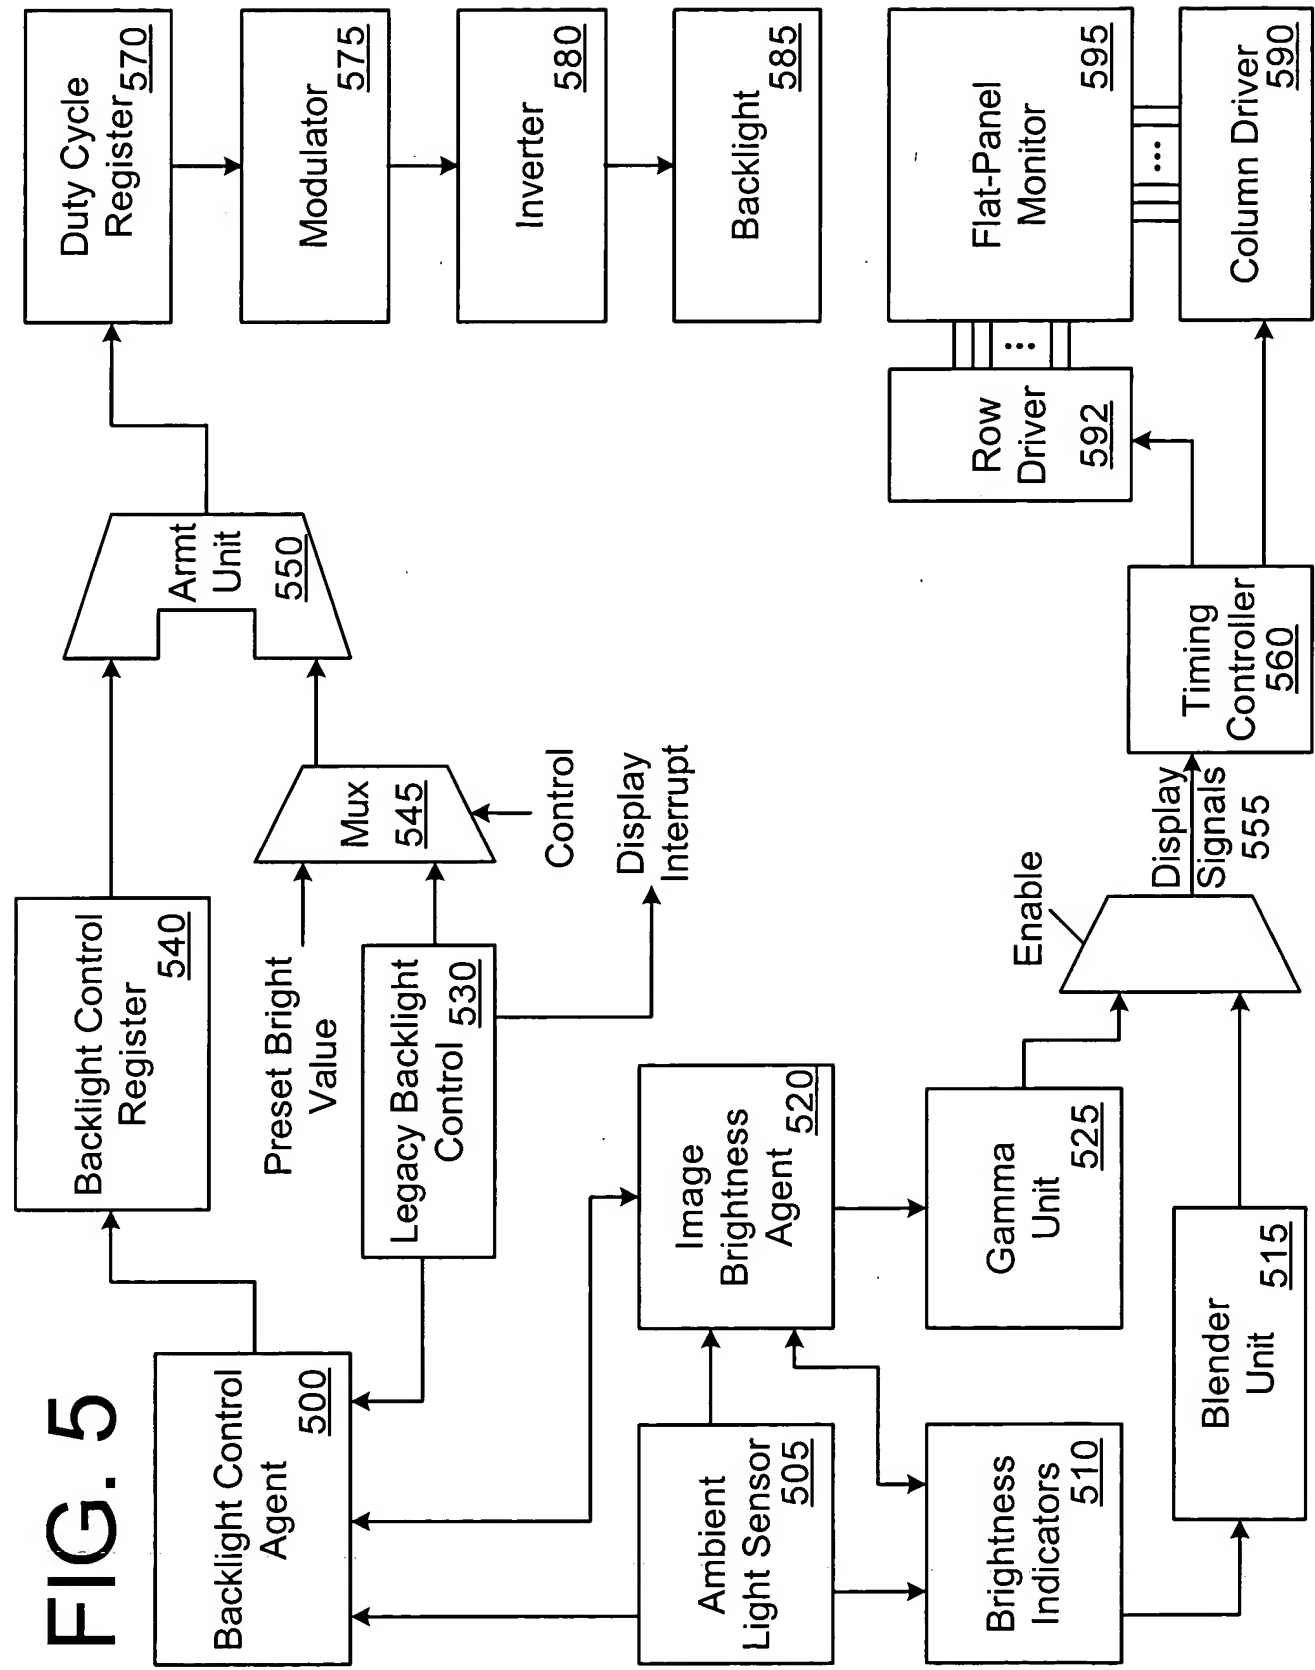 FIG. 5
Backlight Control
Agent
500
Backlight Control
Register
540
Armt
Unit
550
Duty Cycle
Register
570
Modulator
575
Inverter
580
Backlight
585
Preset Bright
Value
Legacy Backlight
Control
530
Mux
545
Control
Display
Interrupt
Ambient
Light Sensor
505
Image
Brightness
Agent
520
Brightness
Indicators
510
Gamma
Unit
525
Blender
Unit
515
Enable
Display
Signals
555
Timing
Controller
560
Row
Driver
592
Flat-Panel
Monitor
595
Column Driver
590